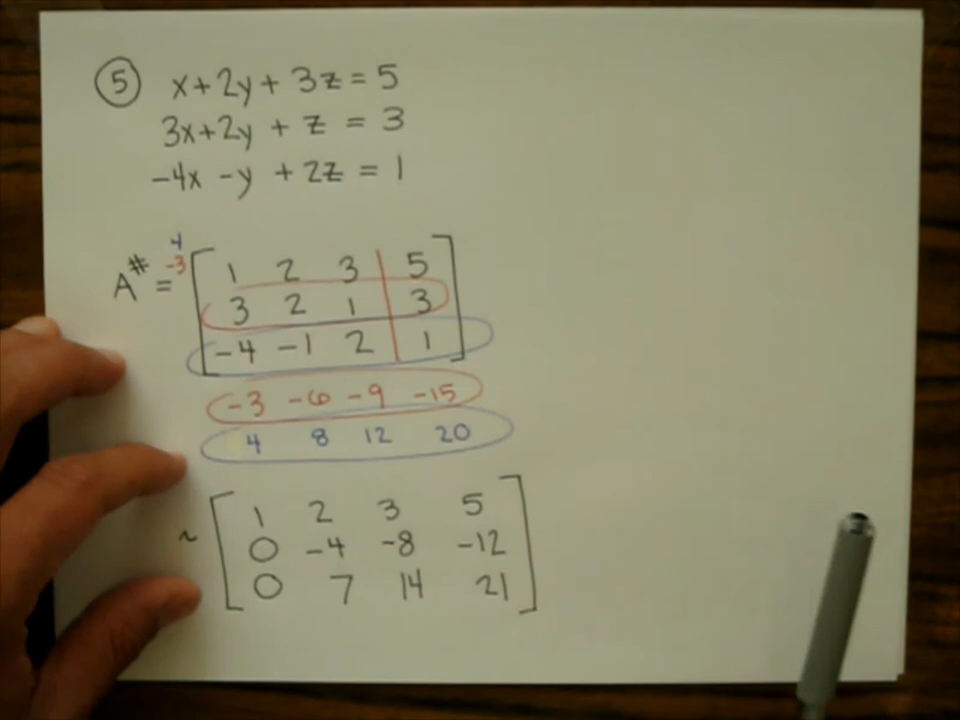 5 x + 2y + 3z = 5
3x + 2y + z = 3
-4x - y + 2z = 1
4
-3
A# = [ 1 2 3 | 5
3 2 1 | 3
-4 -1 2 | 1 ]
-3 -6 -9 -15
4 8 12 20
~ [ 1 2 3 5
0 -4 -8 -12
0 7 14 21 ]